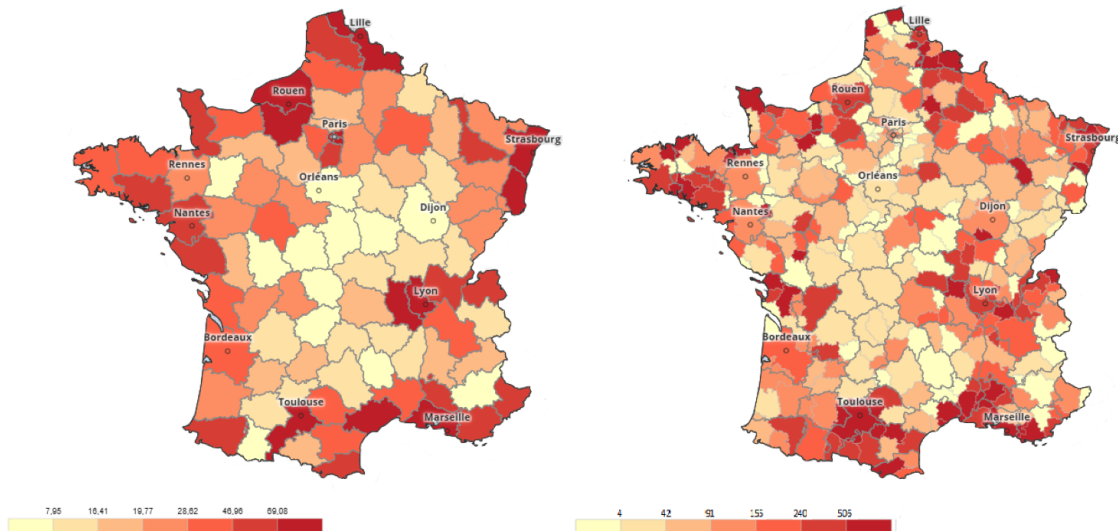 Lille
Rouen
Paris
Strasbourg
Rennes
Orléans
Nantes
Dijon
Lyon
Bordeaux
Toulouse
Marseille
7,95 16,41 19,77 28,62 46,96 69,08
Lille
Rouen
Paris
Strasbourg
Rennes
Orléans
Nantes
Dijon
Lyon
Bordeaux
Toulouse
Marseille
4 42 91 155 240 505